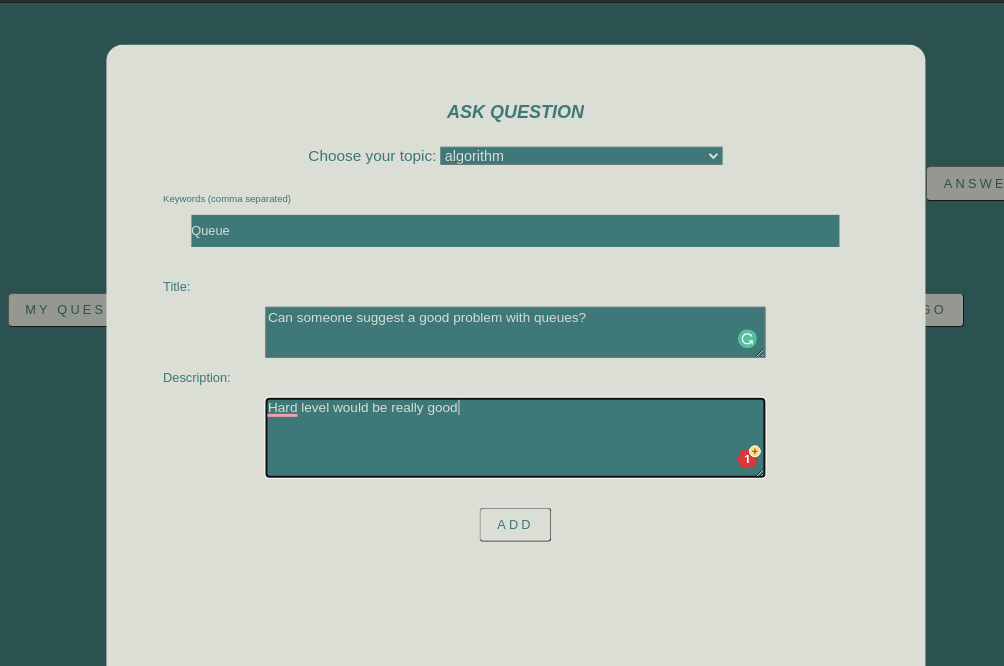 ASK QUESTION
Choose your topic: algorithm
Keywords (comma separated)
ANSWE
Queue
Title:
MY QUES
GO
Can someone suggest a good problem with queues?
Description:
Hard level would be really good
1
ADD